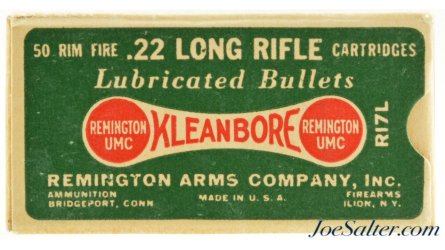 50 RIM FIRE .22 LONG RIFLE CARTRIDGES
Lubricated Bullets
REMINGTON UMC
KLEANBORE
REMINGTON UMC
R17L
REMINGTON ARMS COMPANY, INC.
AMMUNITION
BRIDGEPORT, CONN
MADE IN U. S. A.
FIREARMS
ILION, N. Y.
JoeSalter.com